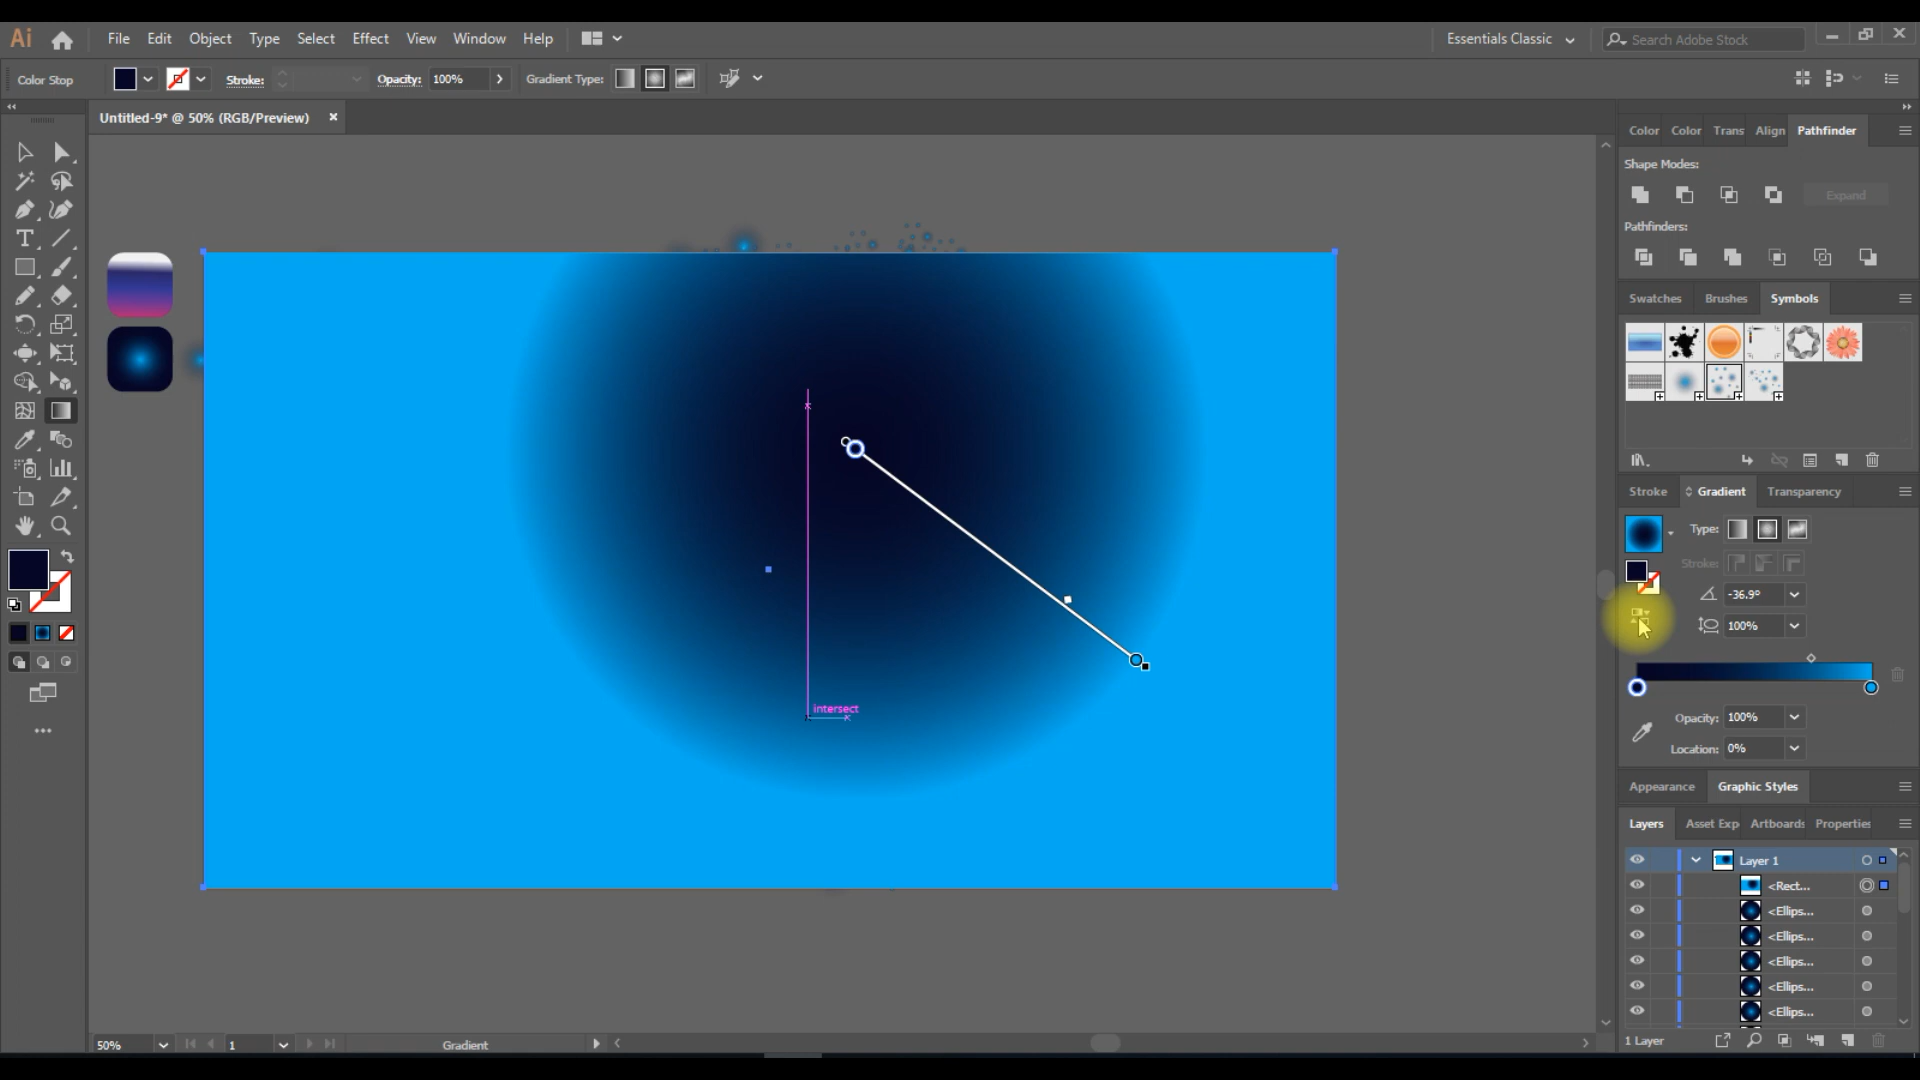 Ai File Edit Object Type Select Effect View Window Help Essentials Classic Search Adobe Stock
Color Stop Stroke: Opacity: 100% Gradient Type:
Untitled-9* @ 50% (RGB/Preview)
Color Color Trans Align Pathfinder
Shape Modes:
Expand
Pathfinders:
Swatches Brushes Symbols
Stroke Gradient Transparency
Type:
Stroke:
-36.9°
100%
intersect
Opacity: 100%
Location: 0%
Appearance Graphic Styles
Layers Asset Exp Artboards Properties
Layer 1
<Rect...
<Ellips...
<Ellips...
<Ellips...
<Ellips...
<Ellips...
50% 1 Gradient 1 Layer